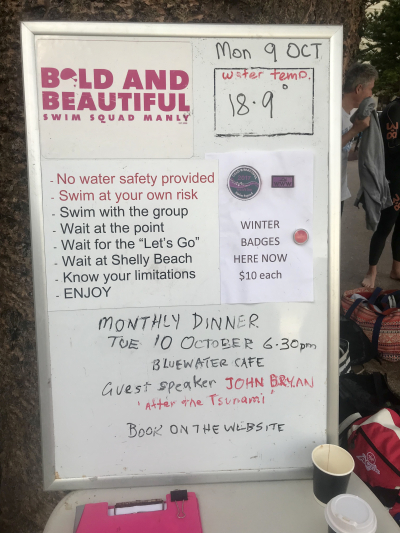 BOLD AND
BEAUTIFUL
SWIM SQUAD MANLY
Mon 9 OCT
water temp.
18.9°
- No water safety provided
- Swim at your own risk
- Swim with the group
- Wait at the point
- Wait for the “Let's Go”
- Wait at Shelly Beach
- Know your limitations
- ENJOY
WINTER
BADGES
HERE NOW
$10 each
MONTHLY DINNER
TUE 10 OCTOBER 6.30pm
BLUEWATER CAFE
Guest speaker JOHN BRYAN
"After the Tsunami"
BOOK ON THE WEBSITE